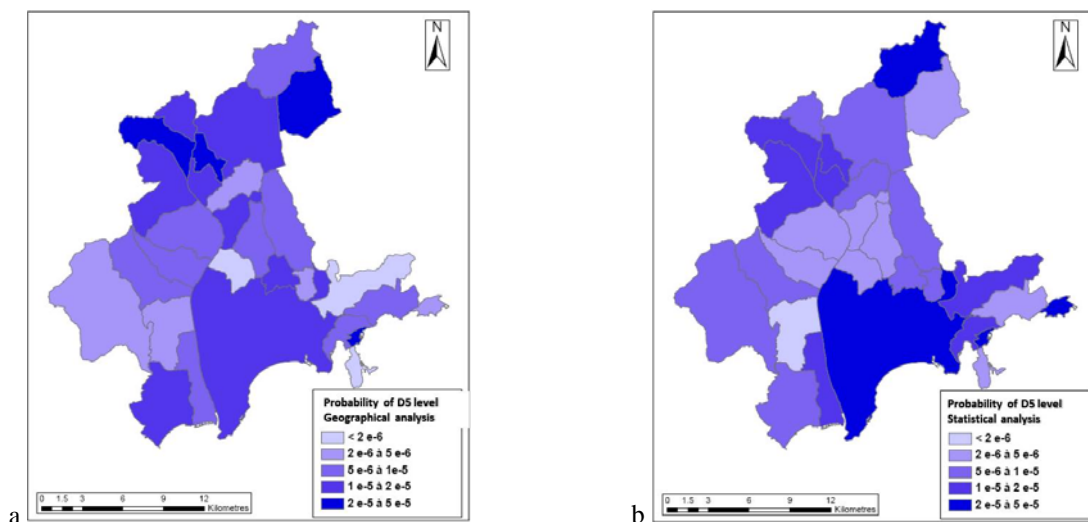 N
Probability of D5 level
Geographical analysis
< 2 e-6
2 e-6 à 5 e-6
5 e-6 à 1e-5
1 e-5 à 2 e-5
2 e-5 à 5 e-5
0 1.5 3 6 9 12
Kilometres
a
N
Probability of D5 level
Statistical analysis
< 2 e-6
2 e-6 à 5 e-6
5 e-6 à 1 e-5
1 e-5 à 2 e-5
2 e-5 à 5 e-5
0 1.5 3 6 9 12
Kilometres
b